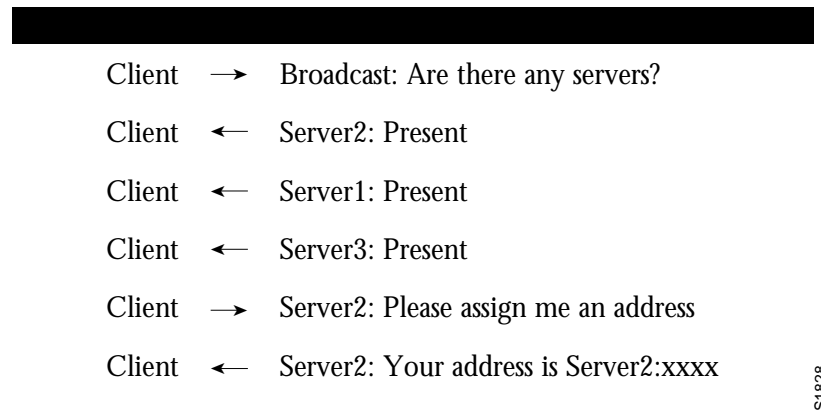 Client → Broadcast: Are there any servers?
Client ← Server2: Present
Client ← Server1: Present
Client ← Server3: Present
Client → Server2: Please assign me an address
Client ← Server2: Your address is Server2:xxxx
S1828